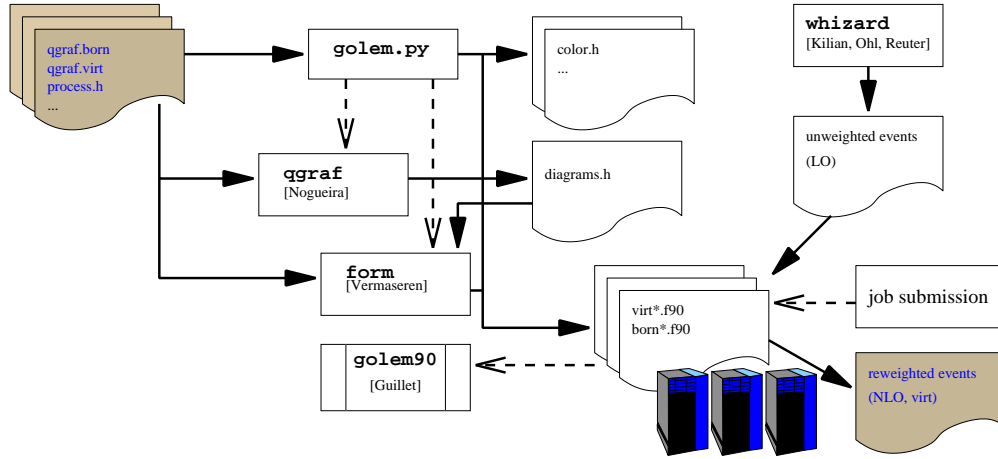 qgraf.born
qgraf.virt
process.h
...
golem.py
color.h
...
whizard
[Kilian, Ohl, Reuter]
unweighted events
(LO)
qgraf
[Nogueira]
diagrams.h
form
[Vermaseren]
virt*.f90
born*.f90
job submission
golem90
[Guillet]
reweighted events
(NLO, virt)